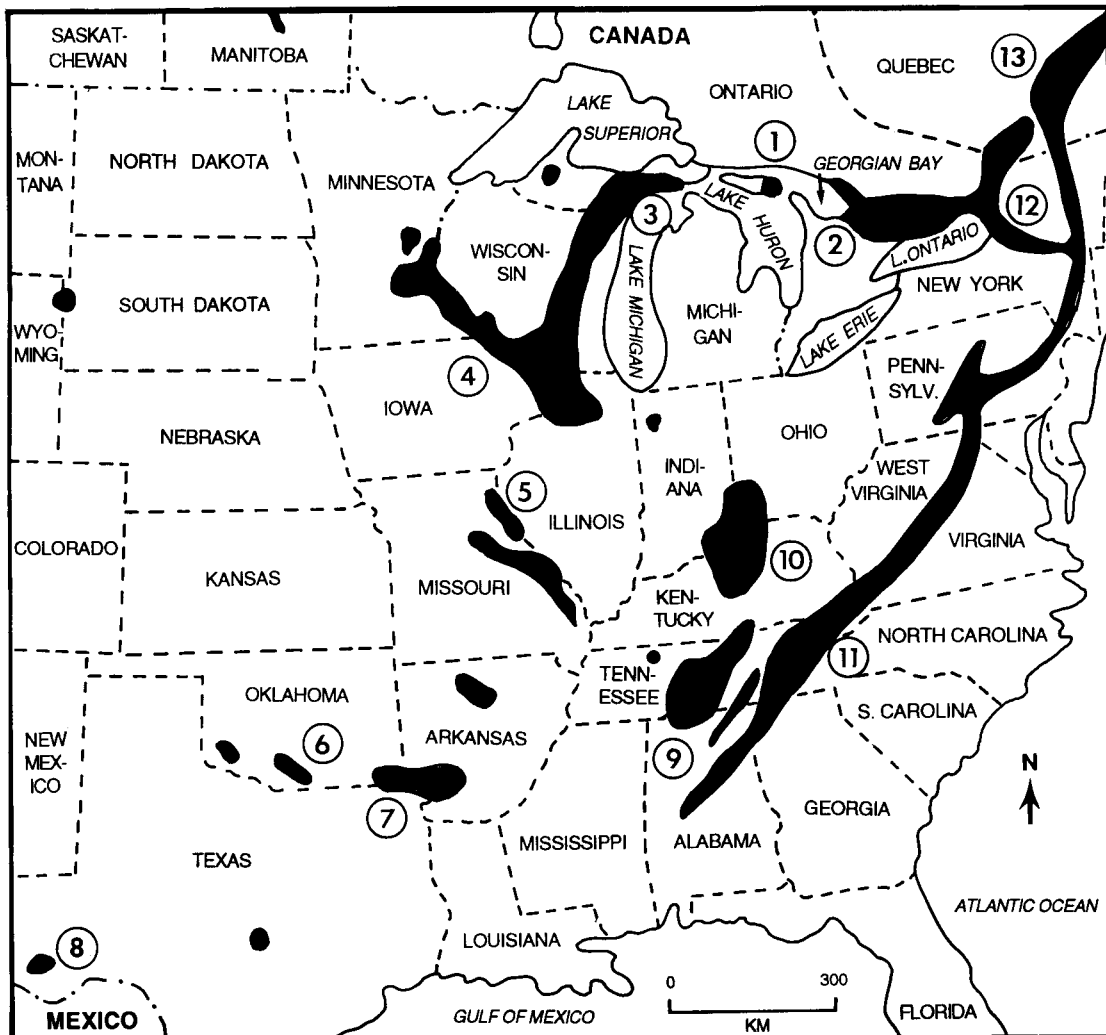 SASKAT-
CHEWAN
MANITOBA
CANADA
ONTARIO
QUEBEC
13
LAKE
SUPERIOR
1
GEORGIAN BAY
MON-
TANA
NORTH DAKOTA
MINNESOTA
3
LAKE
HURON
2
12
WISCON-
SIN
LAKE MICHIGAN
L. ONTARIO
NEW YORK
SOUTH DAKOTA
MICHI-
GAN
LAKE ERIE
WYO-
MING
4
IOWA
PENN-
SYLV.
NEBRASKA
OHIO
INDI-
ANA
WEST
VIRGINIA
5
ILLINOIS
COLORADO
KANSAS
MISSOURI
10
VIRGINIA
KEN-
TUCKY
NORTH CAROLINA
11
TENN-
ESSEE
OKLAHOMA
S. CAROLINA
6
ARKANSAS
NEW
MEX-
ICO
9
N
7
GEORGIA
MISSISSIPPI
ALABAMA
TEXAS
ATLANTIC OCEAN
8
LOUISIANA
0
300
KM
FLORIDA
MEXICO
GULF OF MEXICO